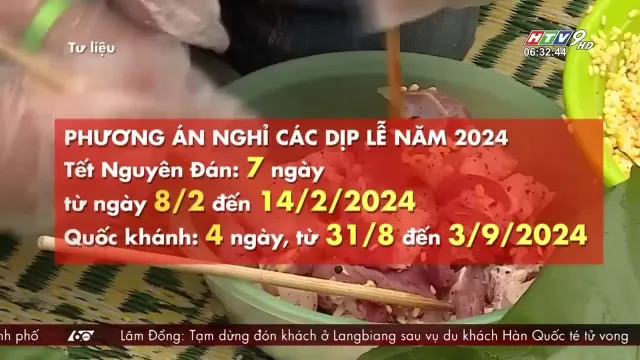 Tư liệu
HTV9 HD
06:32:44
PHƯƠNG ÁN NGHỈ CÁC DỊP LỄ NĂM 2024
Tết Nguyên Đán: 7 ngày
từ ngày 8/2 đến 14/2/2024
Quốc khánh: 4 ngày, từ 31/8 đến 3/9/2024
nh phố
Lâm Đồng: Tạm dừng đón khách ở Langbiang sau vụ du khách Hàn Quốc té tử vong